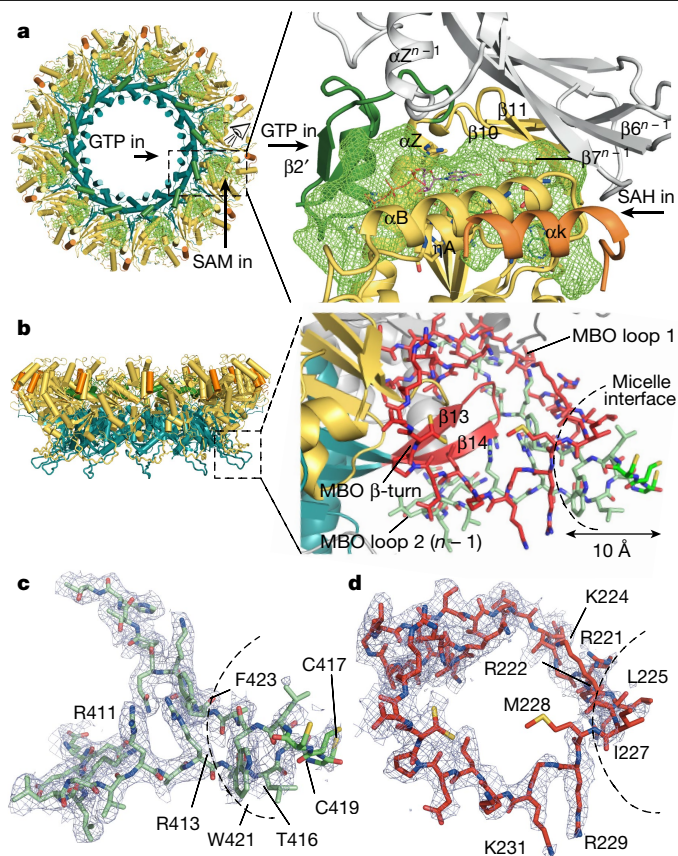 a
GTP in
SAM in
GTP in
β2′
αZⁿ⁻¹
β11
β10
αZ
β6ⁿ⁻¹
β7ⁿ⁻¹
SAH in
αB
ηA
αk
b
MBO loop 1
Micelle
interface
β13
β14
MBO β-turn
MBO loop 2 (n − 1)
10 Å
c
R411
F423
C417
R413
W421
T416
C419
d
K224
R221
R222
L225
M228
I227
K231
R229